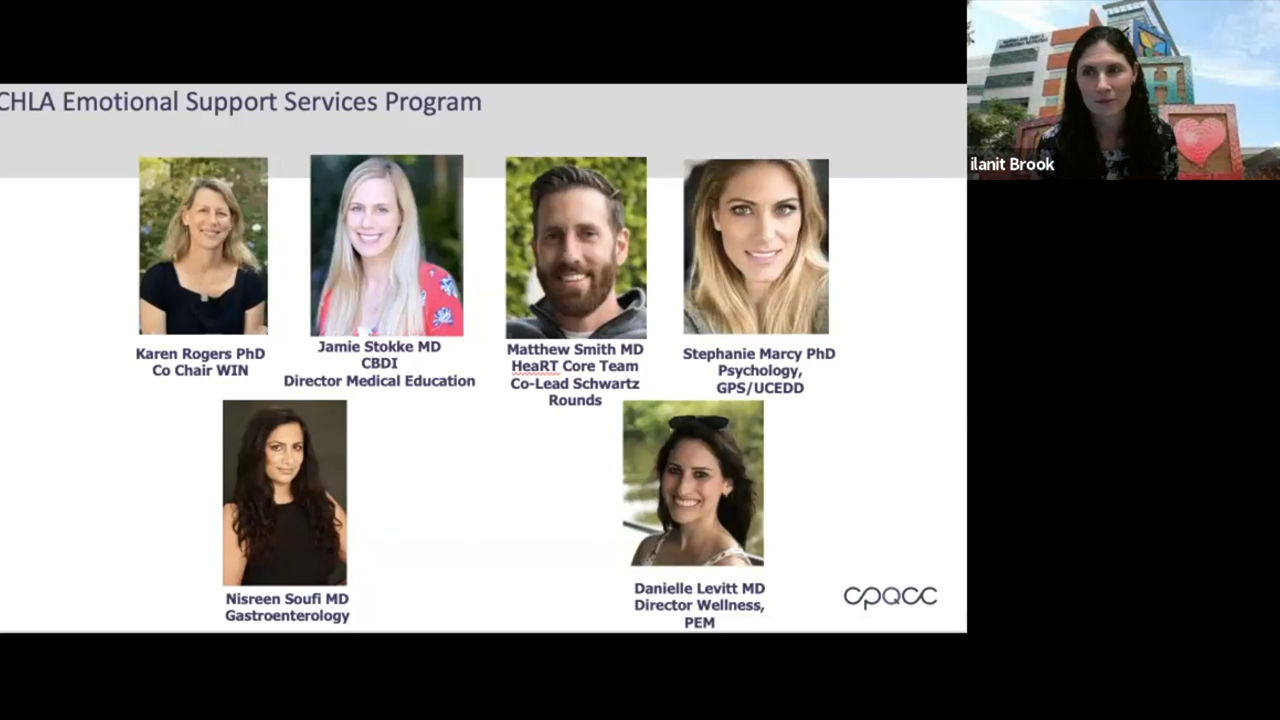 CHLA Emotional Support Services Program
ilanit Brook
Karen Rogers PhD
Co Chair WIN
Jamie Stokke MD
CBDI
Director Medical Education
Matthew Smith MD
HeaRT Core Team
Co-Lead Schwartz
Rounds
Stephanie Marcy PhD
Psychology,
GPS/UCEDD
Nisreen Soufi MD
Gastroenterology
Danielle Levitt MD
Director Wellness,
PEM
cpqcc